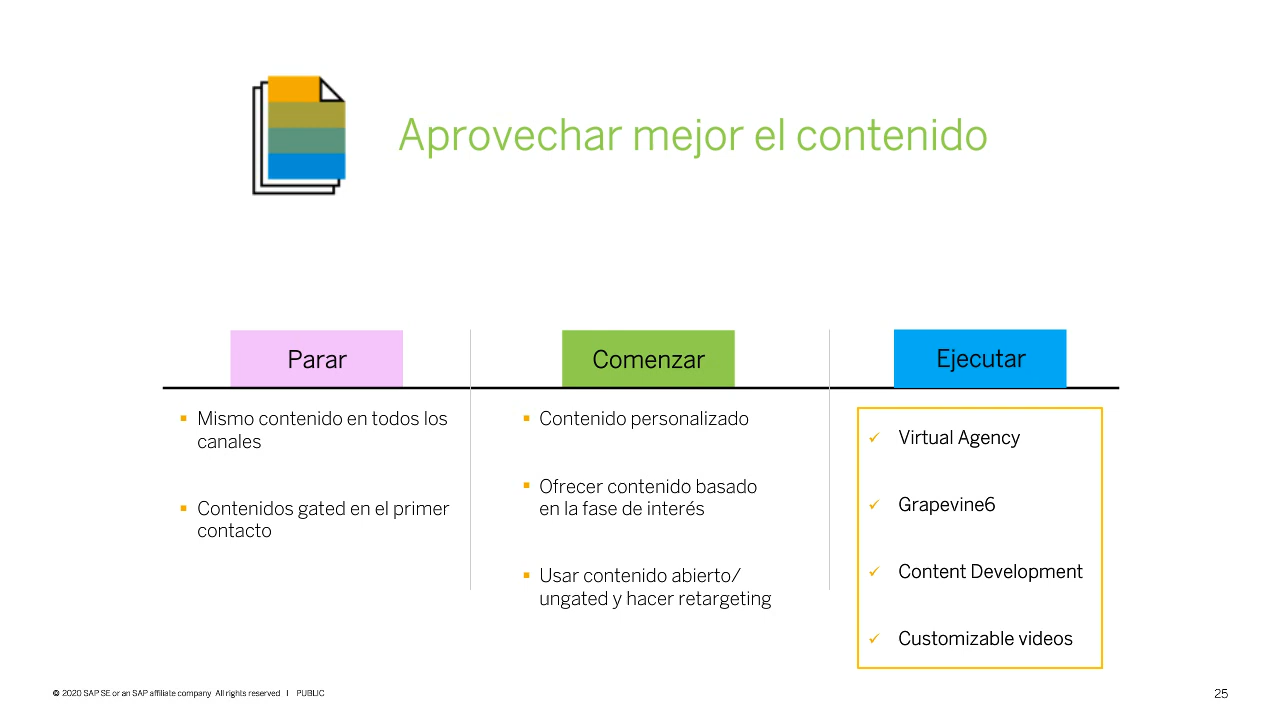 Aprovechar mejor el contenido
Parar
Mismo contenido en todos los
canales
Contenidos gated en el primer
contacto
Comenzar
Contenido personalizado
Ofrecer contenido basado
en la fase de interés
Usar contenido abierto/
ungated y hacer retargeting
Ejecutar
Virtual Agency
Grapevine6
Content Development
Customizable videos
© 2020 SAP SE or an SAP affiliate company. All rights reserved | PUBLIC
25